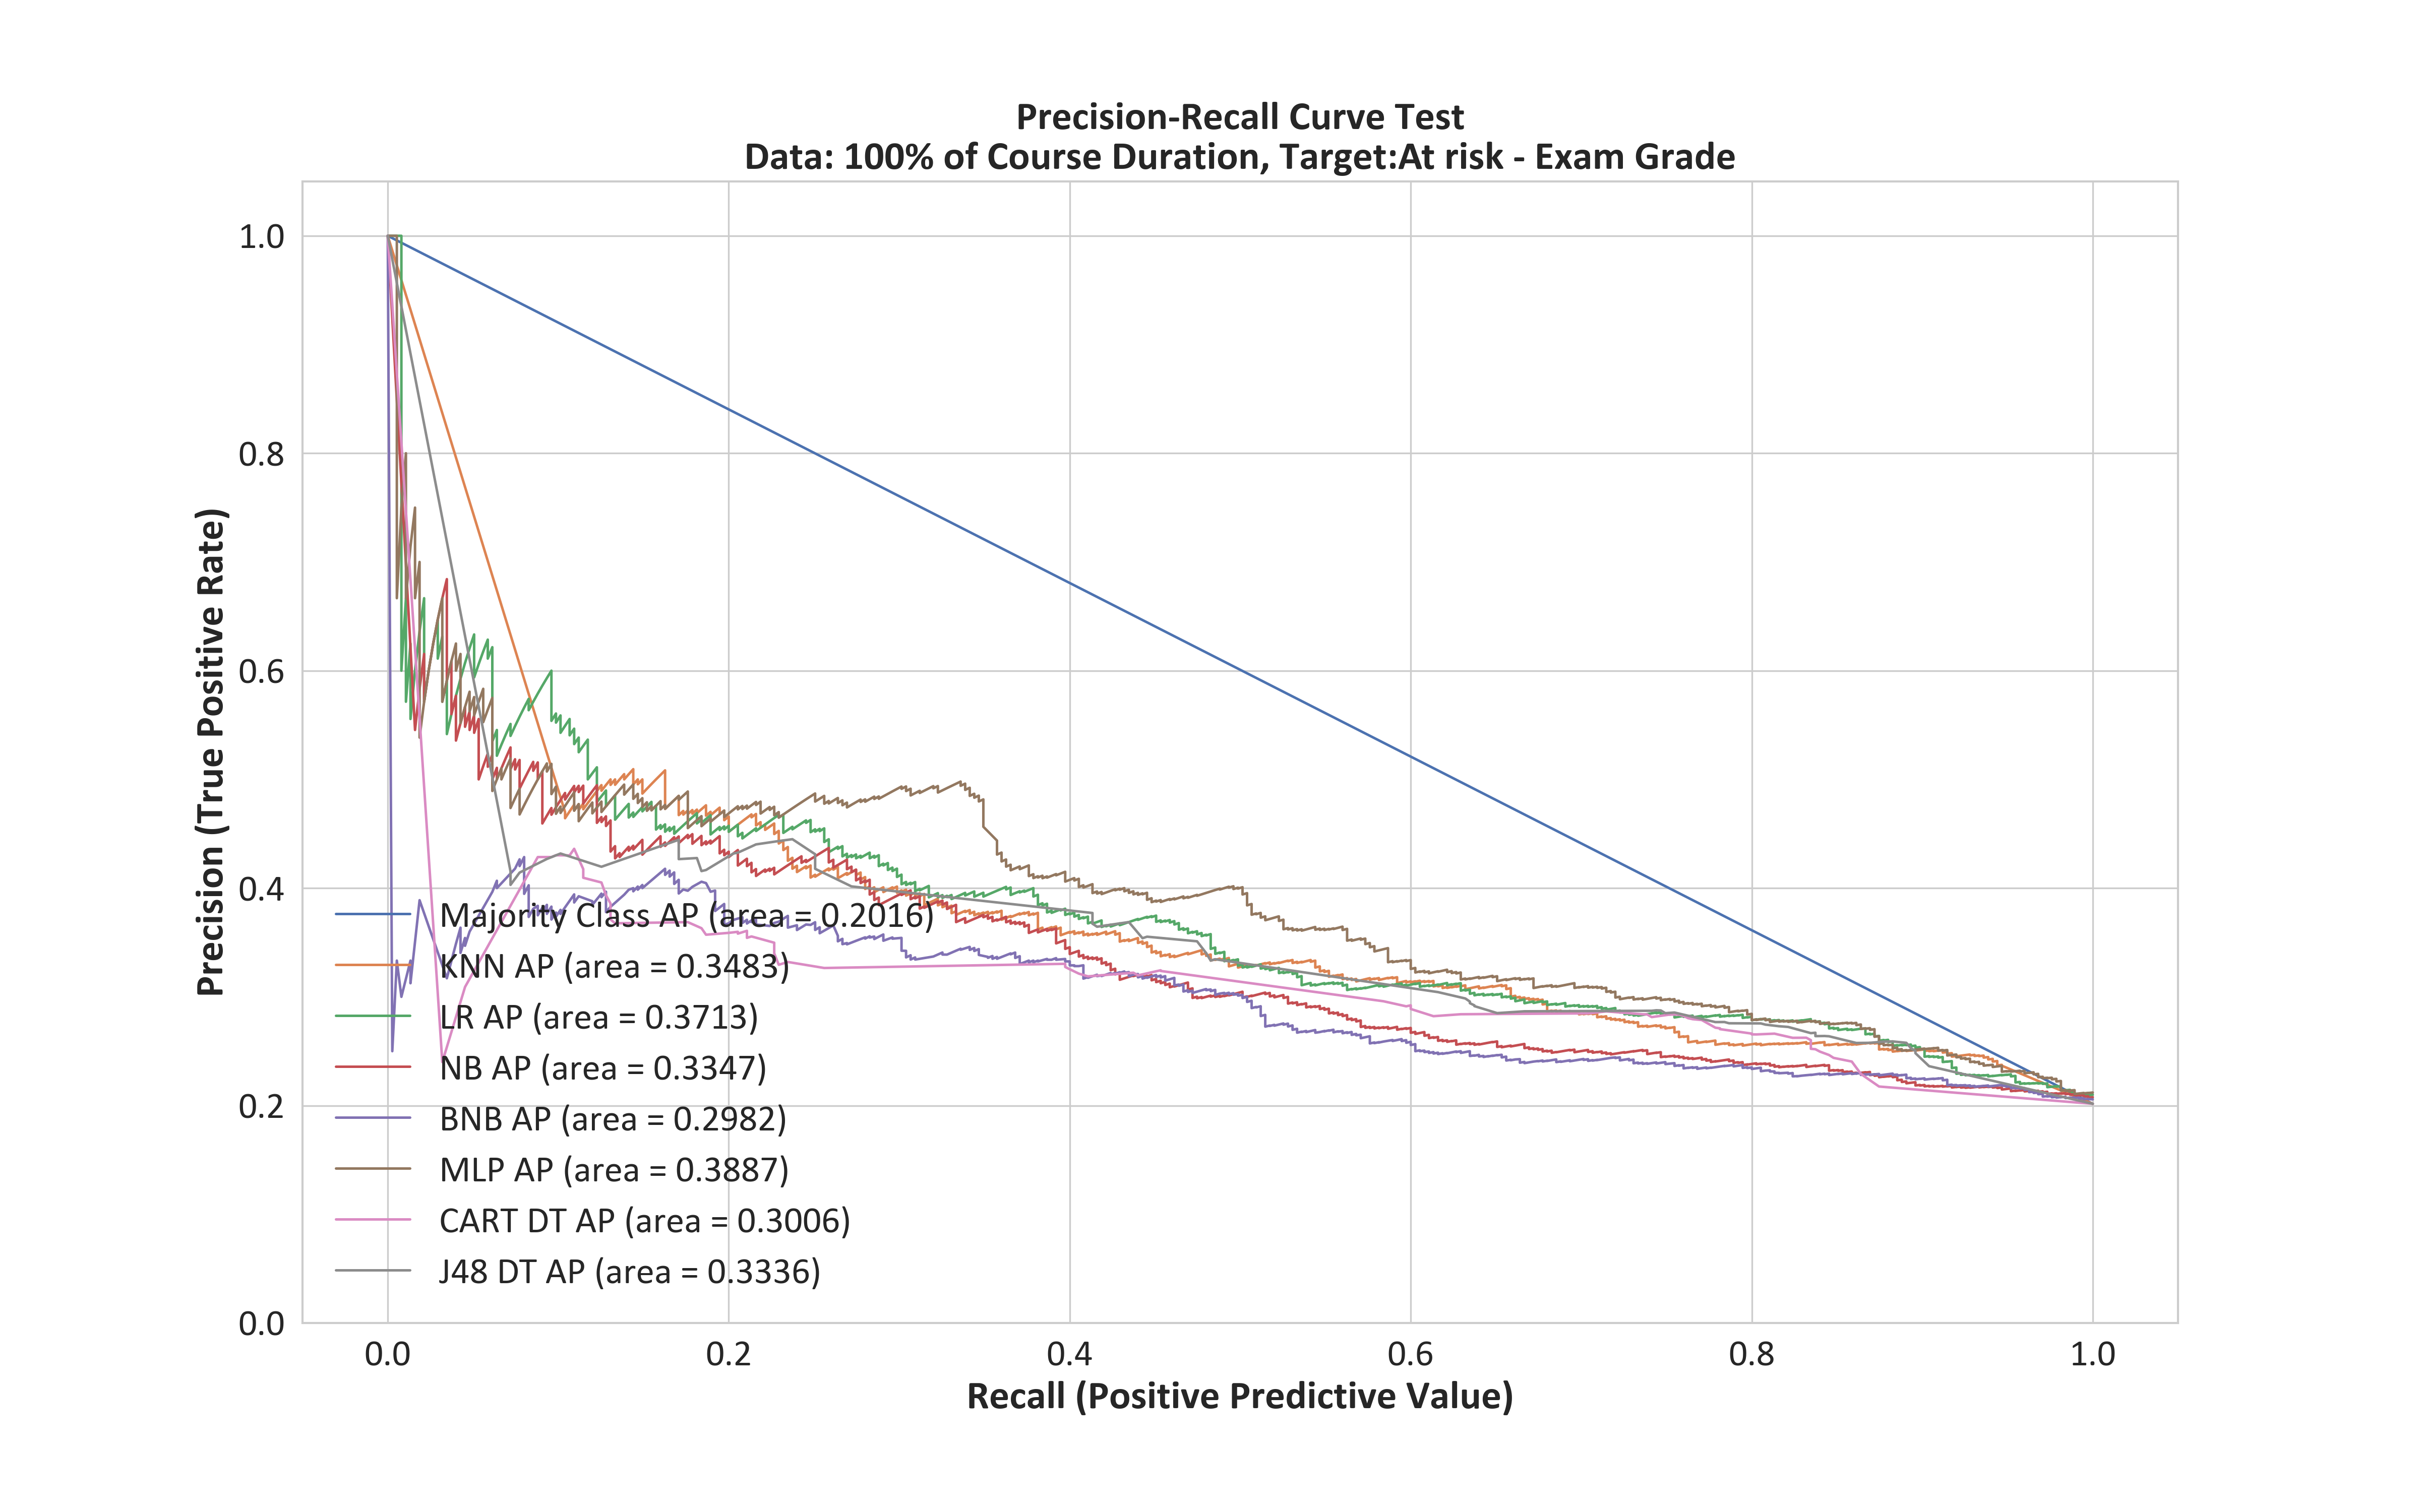 Precision-Recall Curve Test
Data: 100% of Course Duration, Target:At risk - Exam Grade
Precision (True Positive Rate)
1.0
0.8
0.6
0.4
0.2
0.0
Majority Class AP (area = 0.2016)
KNN AP (area = 0.3483)
LR AP (area = 0.3713)
NB AP (area = 0.3347)
BNB AP (area = 0.2982)
MLP AP (area = 0.3887)
CART DT AP (area = 0.3006)
J48 DT AP (area = 0.3336)
0.0 0.2 0.4 0.6 0.8 1.0
Recall (Positive Predictive Value)